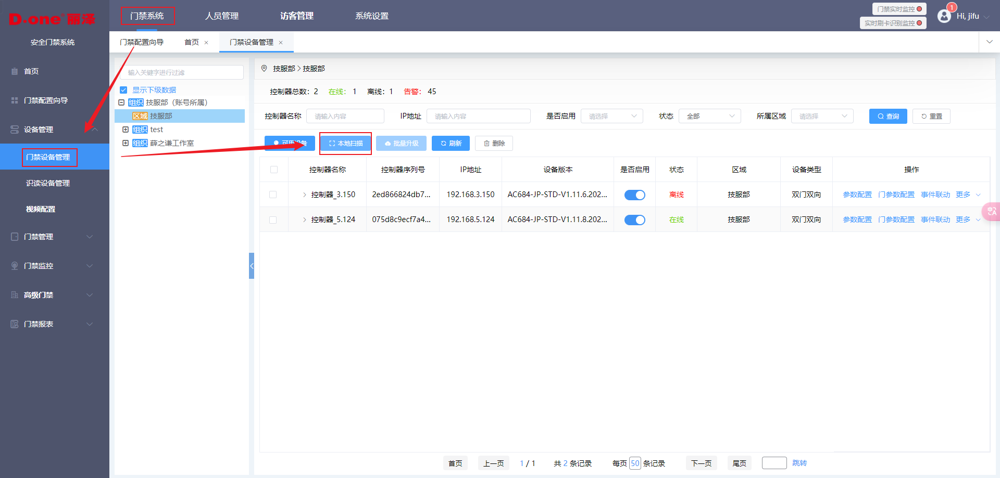 D·one 丽泽
安全门禁系统
门禁系统
人员管理
访客管理
系统设置
门禁实时监控
实时刷卡识别监控
1
Hi, jifu
门禁配置向导
首页
门禁设备管理
首页
门禁配置向导
设备管理
门禁设备管理
识读设备管理
视频配置
门禁管理
门禁监控
高级门禁
门禁报表
输入关键字进行过滤
显示下级数据
组织 技服部（账号所属）
区域 技服部
组织 test
组织 薛之谦工作室
技服部 > 技服部
控制器总数：2 在线：1 离线：1 告警：45
控制器名称 请输入内容 IP地址 请输入内容 是否启用 请选择 状态 全部 所属区域 请选择 查询 重置
可用设备 本地扫描 批量升级 刷新 删除
控制器名称 控制器序列号 IP地址 设备版本 是否启用 状态 区域 设备类型 操作
控制器_3.150 2ed866824db7... 192.168.3.150 AC684-JP-STD-V1.11.6.202... 离线 技服部 双门双向 参数配置 门参数配置 事件联动 更多
控制器_5.124 075d8c9ecf7a4... 192.168.5.124 AC684-JP-STD-V1.11.8.202... 在线 技服部 双门双向 参数配置 门参数配置 事件联动 更多
首页 上一页 1 / 1 共 2 条记录 每页 50 条记录 下一页 尾页 跳转